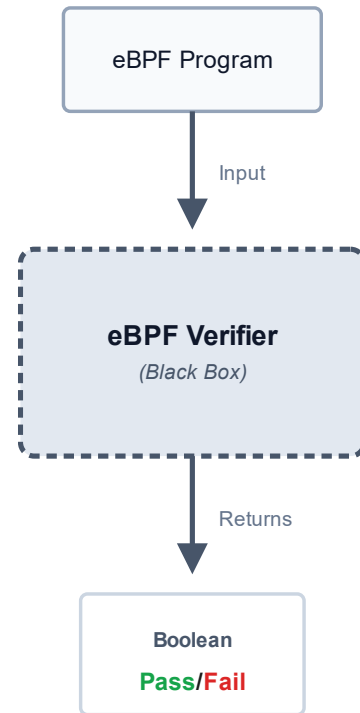 eBPF Program
Input
eBPF Verifier
(Black Box)
Returns
Boolean
Pass/Fail